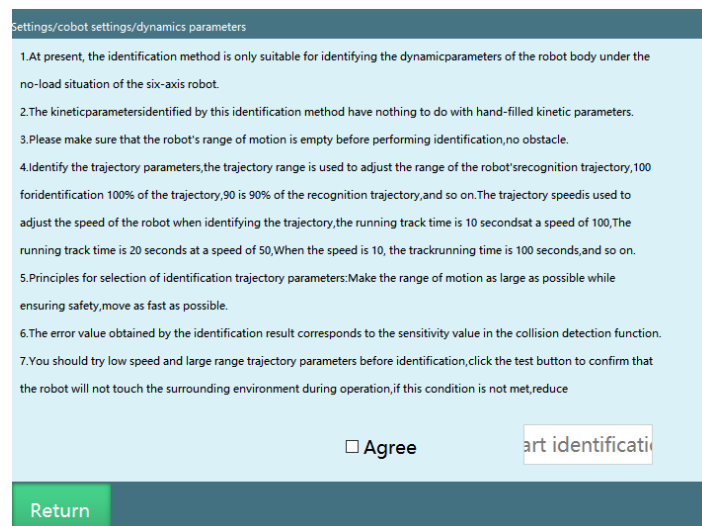 Settings/cobot settings/dynamics parameters
1.At present, the identification method is only suitable for identifying the dynamicparameters of the robot body under the
no-load situation of the six-axis robot.
2.The kineticparametersidentified by this identification method have nothing to do with hand-filled kinetic parameters.
3.Please make sure that the robot's range of motion is empty before performing identification,no obstacle.
4.Identify the trajectory parameters,the trajectory range is used to adjust the range of the robot'srecognition trajectory,100
foridentification 100% of the trajectory,90 is 90% of the recognition trajectory,and so on.The trajectory speedis used to
adjust the speed of the robot when identifying the trajectory,the running track time is 10 secondsat a speed of 100,The
running track time is 20 seconds at a speed of 50,When the speed is 10, the trackrunning time is 100 seconds,and so on.
5.Principles for selection of identification trajectory parameters:Make the range of motion as large as possible while
ensuring safety,move as fast as possible.
6.The error value obtained by the identification result corresponds to the sensitivity value in the collision detection function.
7.You should try low speed and large range trajectory parameters before identification,click the test button to confirm that
the robot will not touch the surrounding environment during operation,if this condition is not met,reduce
Agree
art identificati
Return